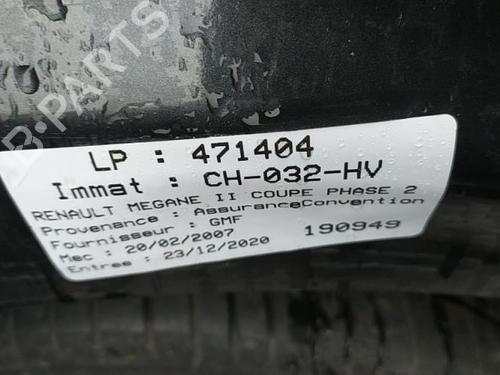 B-PARTS
LP : 471404
Immat : CH-032-HV
RENAULT MEGANE II COUPE PHASE 2
Provenance : AssuranceConvention
Fournisseur : GMF
Mec : 20/02/2007 190949
Entree : 23/12/2020